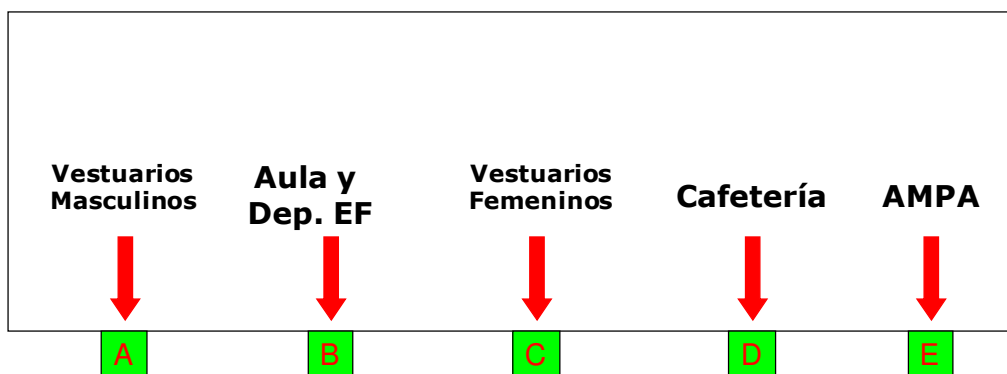 Vestuarios
Masculinos
Aula y
Dep. EF
Vestuarios
Femeninos
Cafetería
AMPA
A
B
C
D
E